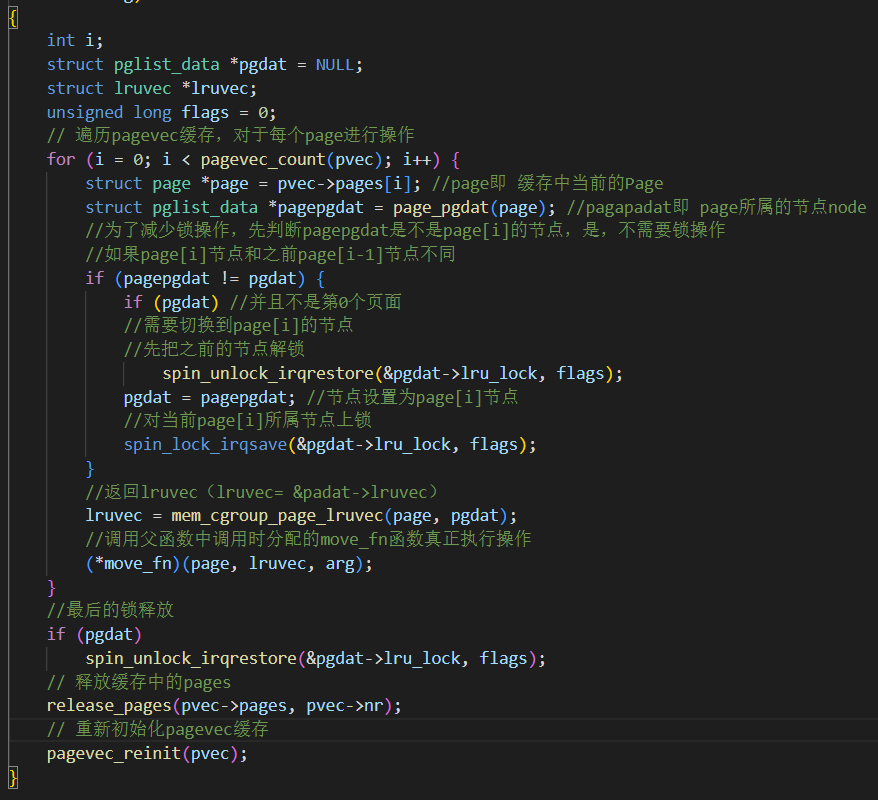 {
    int i;
    struct pglist_data *pgdat = NULL;
    struct lruvec *lruvec;
    unsigned long flags = 0;
    // 遍历pagevec缓存，对于每个page进行操作
    for (i = 0; i < pagevec_count(pvec); i++) {
        struct page *page = pvec->pages[i]; //page即 缓存中当前的Page
        struct pglist_data *pagepgdat = page_pgdat(page); //pagapadat即 page所属的节点node
        //为了减少锁操作，先判断pagepgdat是不是page[i]的节点，是，不需要锁操作
        //如果page[i]节点和之前page[i-1]节点不同
        if (pagepgdat != pgdat) {
            if (pgdat) //并且不是第0个页面
            //需要切换到page[i]的节点
            //先把之前的节点解锁
                spin_unlock_irqrestore(&pgdat->lru_lock, flags);
            pgdat = pagepgdat; //节点设置为page[i]节点
            //对当前page[i]所属节点上锁
            spin_lock_irqsave(&pgdat->lru_lock, flags);
        }
        //返回lruvec（lruvec= &padat->lruvec）
        lruvec = mem_cgroup_page_lruvec(page, pgdat);
        //调用父函数中调用时分配的move_fn函数真正执行操作
        (*move_fn)(page, lruvec, arg);
    }
    //最后的锁释放
    if (pgdat)
        spin_unlock_irqrestore(&pgdat->lru_lock, flags);
    // 释放缓存中的pages
    release_pages(pvec->pages, pvec->nr);
    // 重新初始化pagevec缓存
    pagevec_reinit(pvec);
}